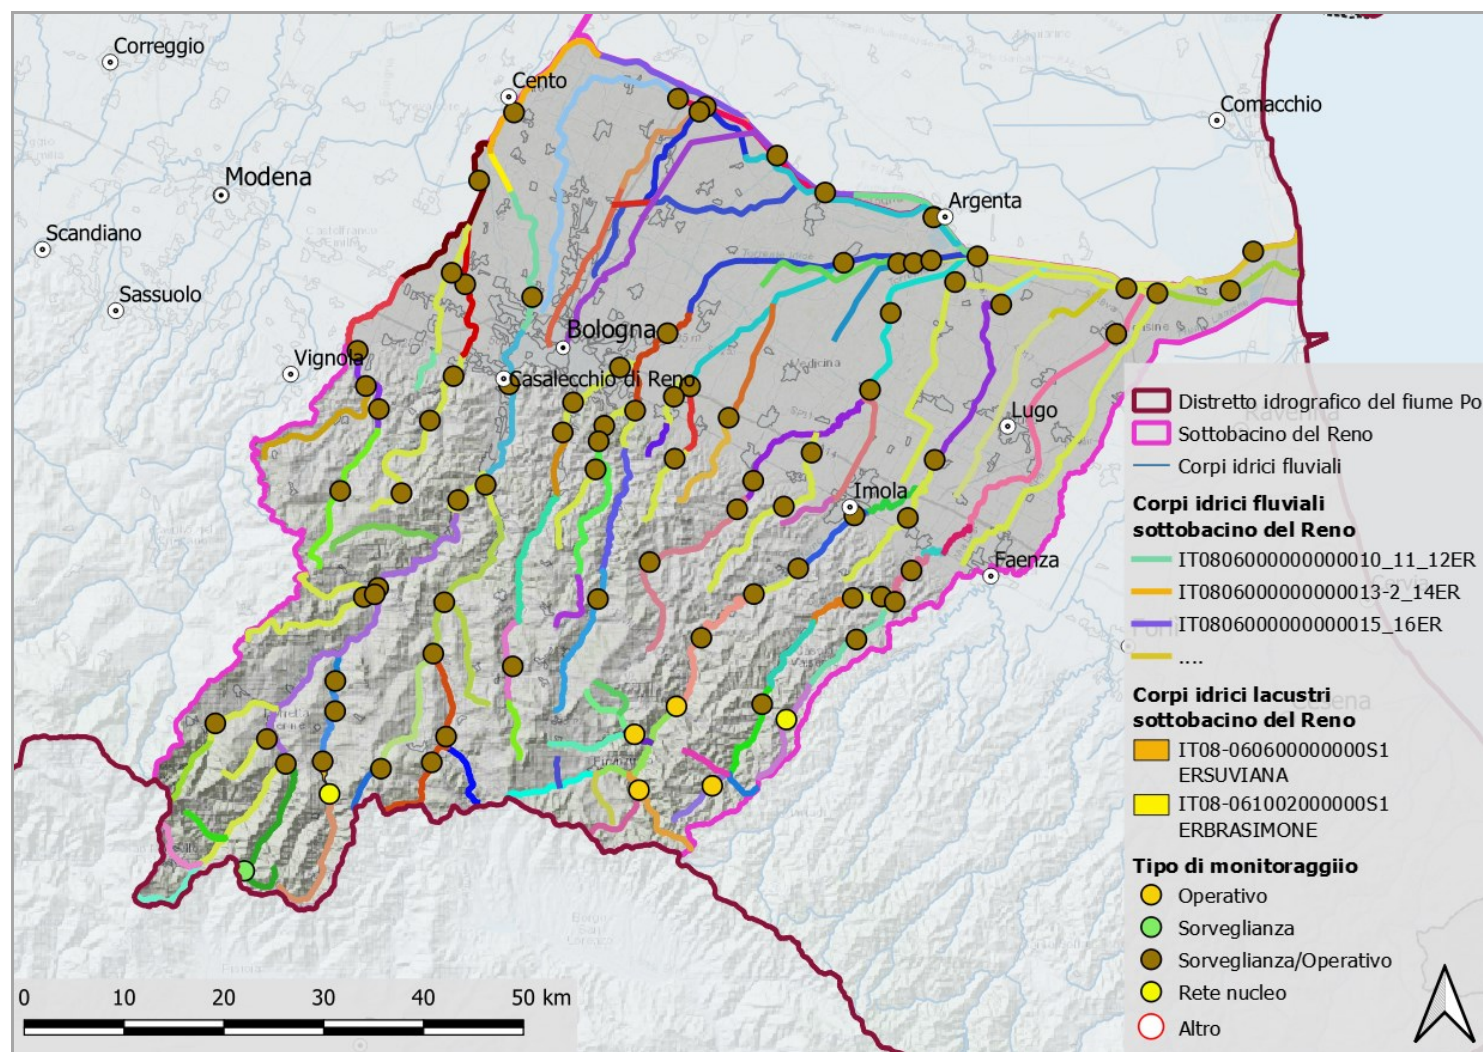 Correggio
Cento
Comacchio
Modena
Argenta
Scandiano
Sassuolo
Bologna
Vignola
Casalecchio di Reno
Medicina
Lugo
Imola
Faenza
Distretto idrografico del fiume Po
Sottobacino del Reno
Corpi idrici fluviali
Corpi idrici fluviali
sottobacino del Reno
IT0806000000000010_11_12ER
IT0806000000000013-2_14ER
IT0806000000000015_16ER
....
Corpi idrici lacustri
sottobacino del Reno
IT08-060600000000S1
ERSUVIANA
IT08-061002000000S1
ERBRASIMONE
Tipo di monitoraggiio
Operativo
Sorveglianza
Sorveglianza/Operativo
Rete nucleo
Altro
0 10 20 30 40 50 km